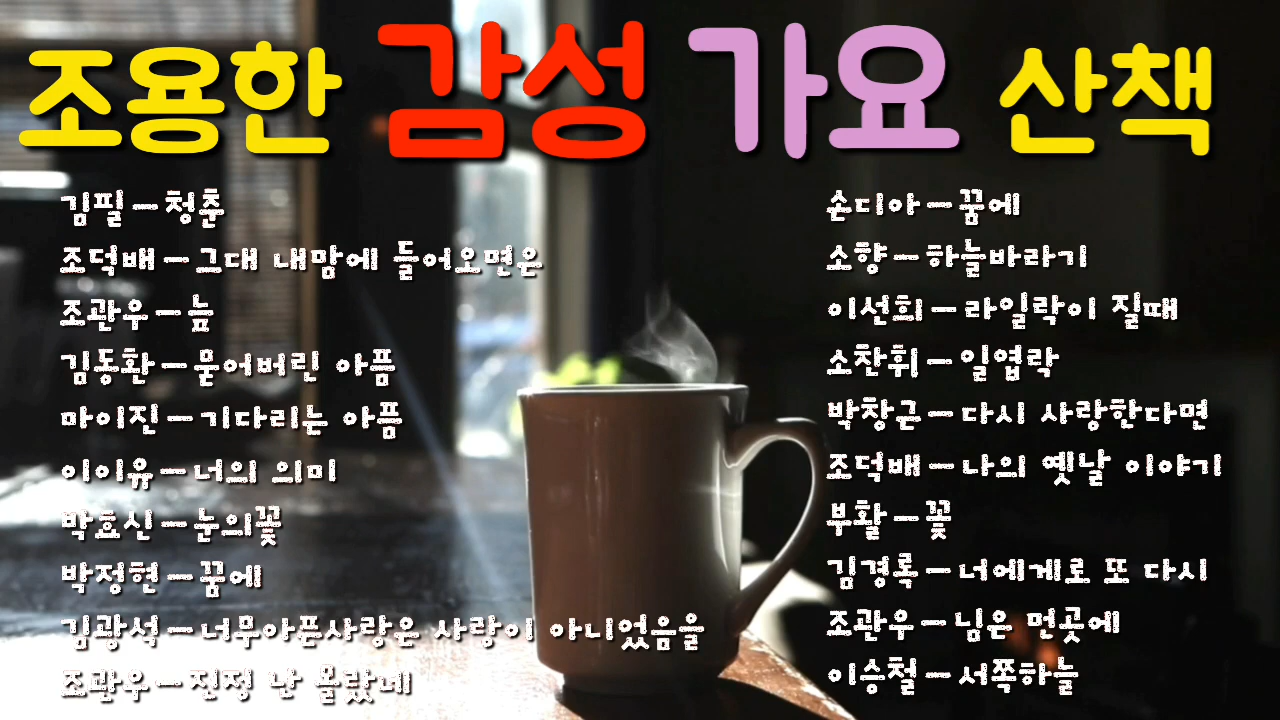 조용한 감성 가요 산책
김필-청춘
조덕배-그대 내맘에 들어오면은
조관우-늪
김동환-묻어버린 아픔
마이진-기다리는 아픔
이이유-너의 의미
박효신-눈의꽃
박정현-꿈에
김광석-너무아픈사랑은 사랑이 아니었음을
조관우-진정 난 몰랐네
손디아-꿈에
소향-하늘바라기
이선희-라일락이 질때
소찬휘-일엽락
박창근-다시 사랑한다면
조덕배-나의 옛날 이야기
부활-꽃
김경록-너에게로 또 다시
조관우-님은 먼곳에
이승철-서쪽하늘